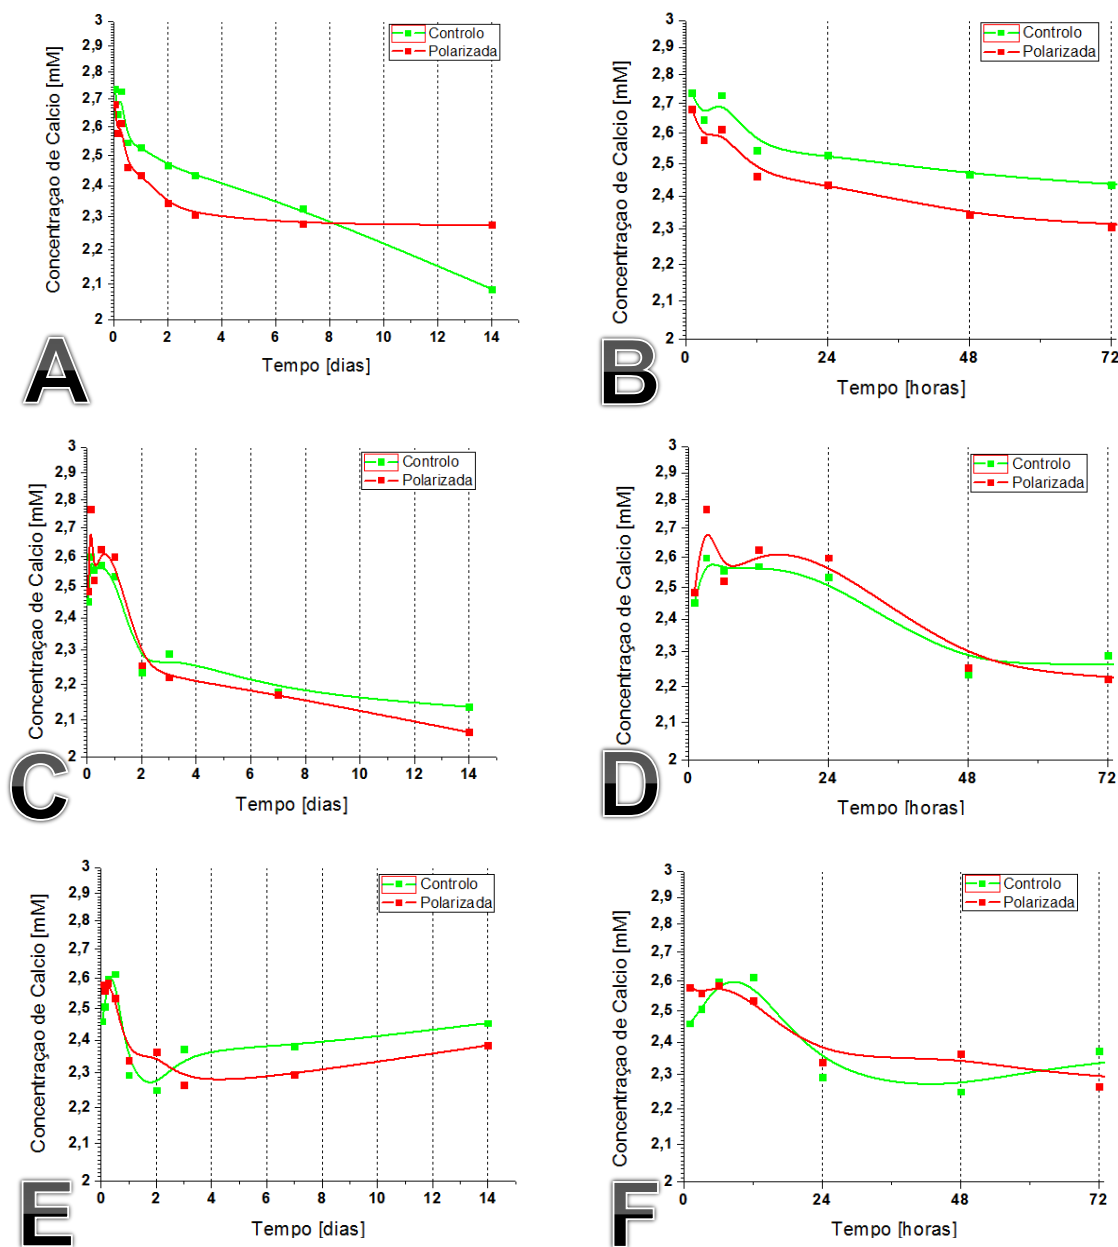 Controlo
Polarizada
Concentraçao de Calcio [mM]
3
2,9
2,8
2,7
2,6
2,5
2,4
2,3
2,2
2,1
2
0 2 4 6 8 10 12 14
Tempo [dias]
A
Controlo
Polarizada
Concentraçao de Calcio [mM]
3
2,9
2,8
2,7
2,6
2,5
2,4
2,3
2,2
2,1
2
0 24 48 72
Tempo [horas]
B
Controlo
Polarizada
Concentraçao de Calcio [mM]
3
2,9
2,8
2,7
2,6
2,5
2,4
2,3
2,2
2,1
2
0 2 4 6 8 10 12 14
Tempo [dias]
C
Controlo
Polarizada
Concentraçao de Calcio [mM]
3
2,9
2,8
2,7
2,6
2,5
2,4
2,3
2,2
2,1
2
0 24 48 72
Tempo [horas]
D
Controlo
Polarizada
Concentraçao de Calcio [mM]
3
2,9
2,8
2,7
2,6
2,5
2,4
2,3
2,2
2,1
2
0 2 4 6 8 10 12 14
Tempo [dias]
E
Controlo
Polarizada
Concentraçao de Calcio [mM]
3
2,9
2,8
2,7
2,6
2,5
2,4
2,3
2,2
2,1
2
0 24 48 72
Tempo [horas]
F